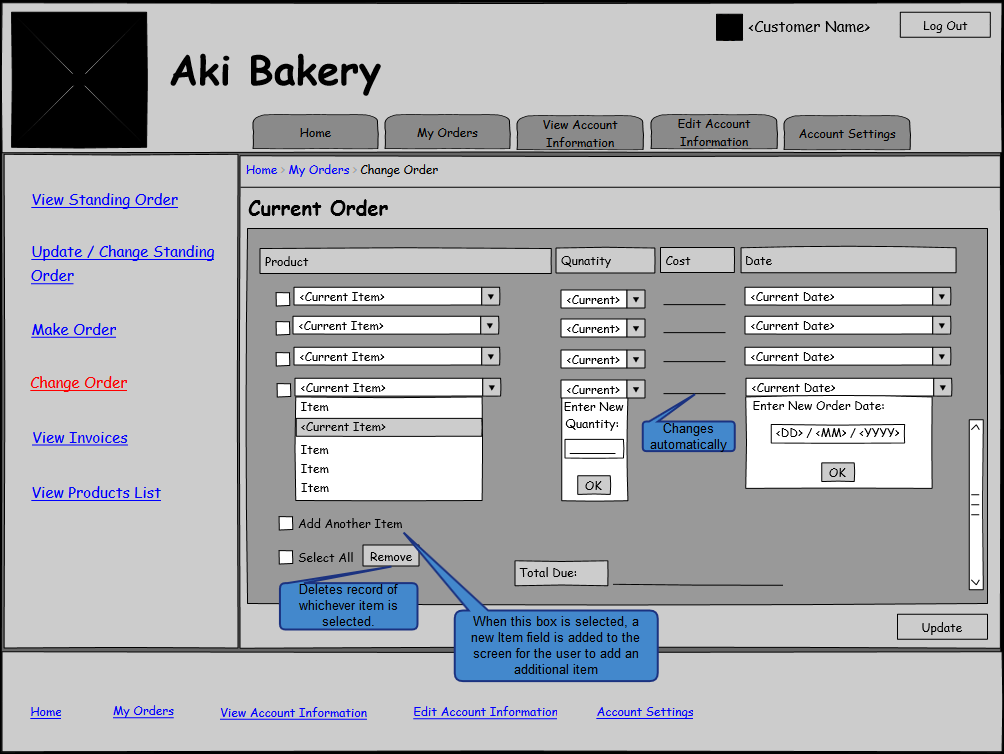 <Customer Name>
Log Out
Aki Bakery
Home
My Orders
View Account
Information
Edit Account
Information
Account Settings
Home > My Orders > Change Order
View Standing Order
Update / Change Standing
Order
Make Order
Change Order
View Invoices
View Products List
Current Order
Product
Qunatity
Cost
Date
<Current Item>
<Current>
<Current Date>
<Current Item>
<Current>
<Current Date>
<Current Item>
<Current>
<Current Date>
<Current Item>
<Current>
<Current Date>
Item
<Current Item>
Item
Item
Item
Enter New
Quantity:
OK
Changes
automatically
Enter New Order Date:
<DD> / <MM> / <YYYY>
OK
Add Another Item
Select All
Remove
Total Due:
Deletes record of
whichever item is
selected.
When this box is selected, a
new Item field is added to the
screen for the user to add an
additional item
Update
Home
My Orders
View Account Information
Edit Account Information
Account Settings